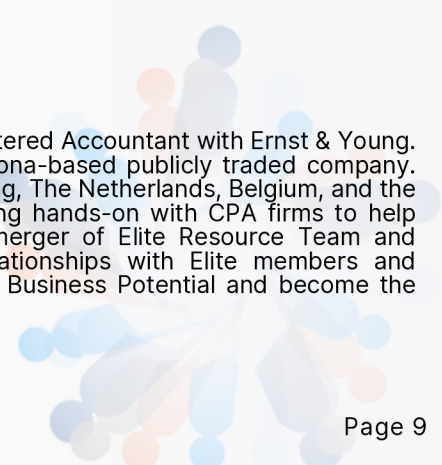 tered Accountant with Ernst & Young.
ona-based publicly traded company.
g, The Netherlands, Belgium, and the
ng hands-on with CPA firms to help
nerger of Elite Resource Team and
ationships with Elite members and
Business Potential and become the
Page 9